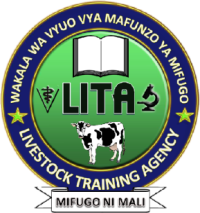 WAKALA WA VYUO VYA MAFUNZO YA MIFUGO
LITA
LIVESTOCK TRAINING AGENCY
MIFUGO NI MALI